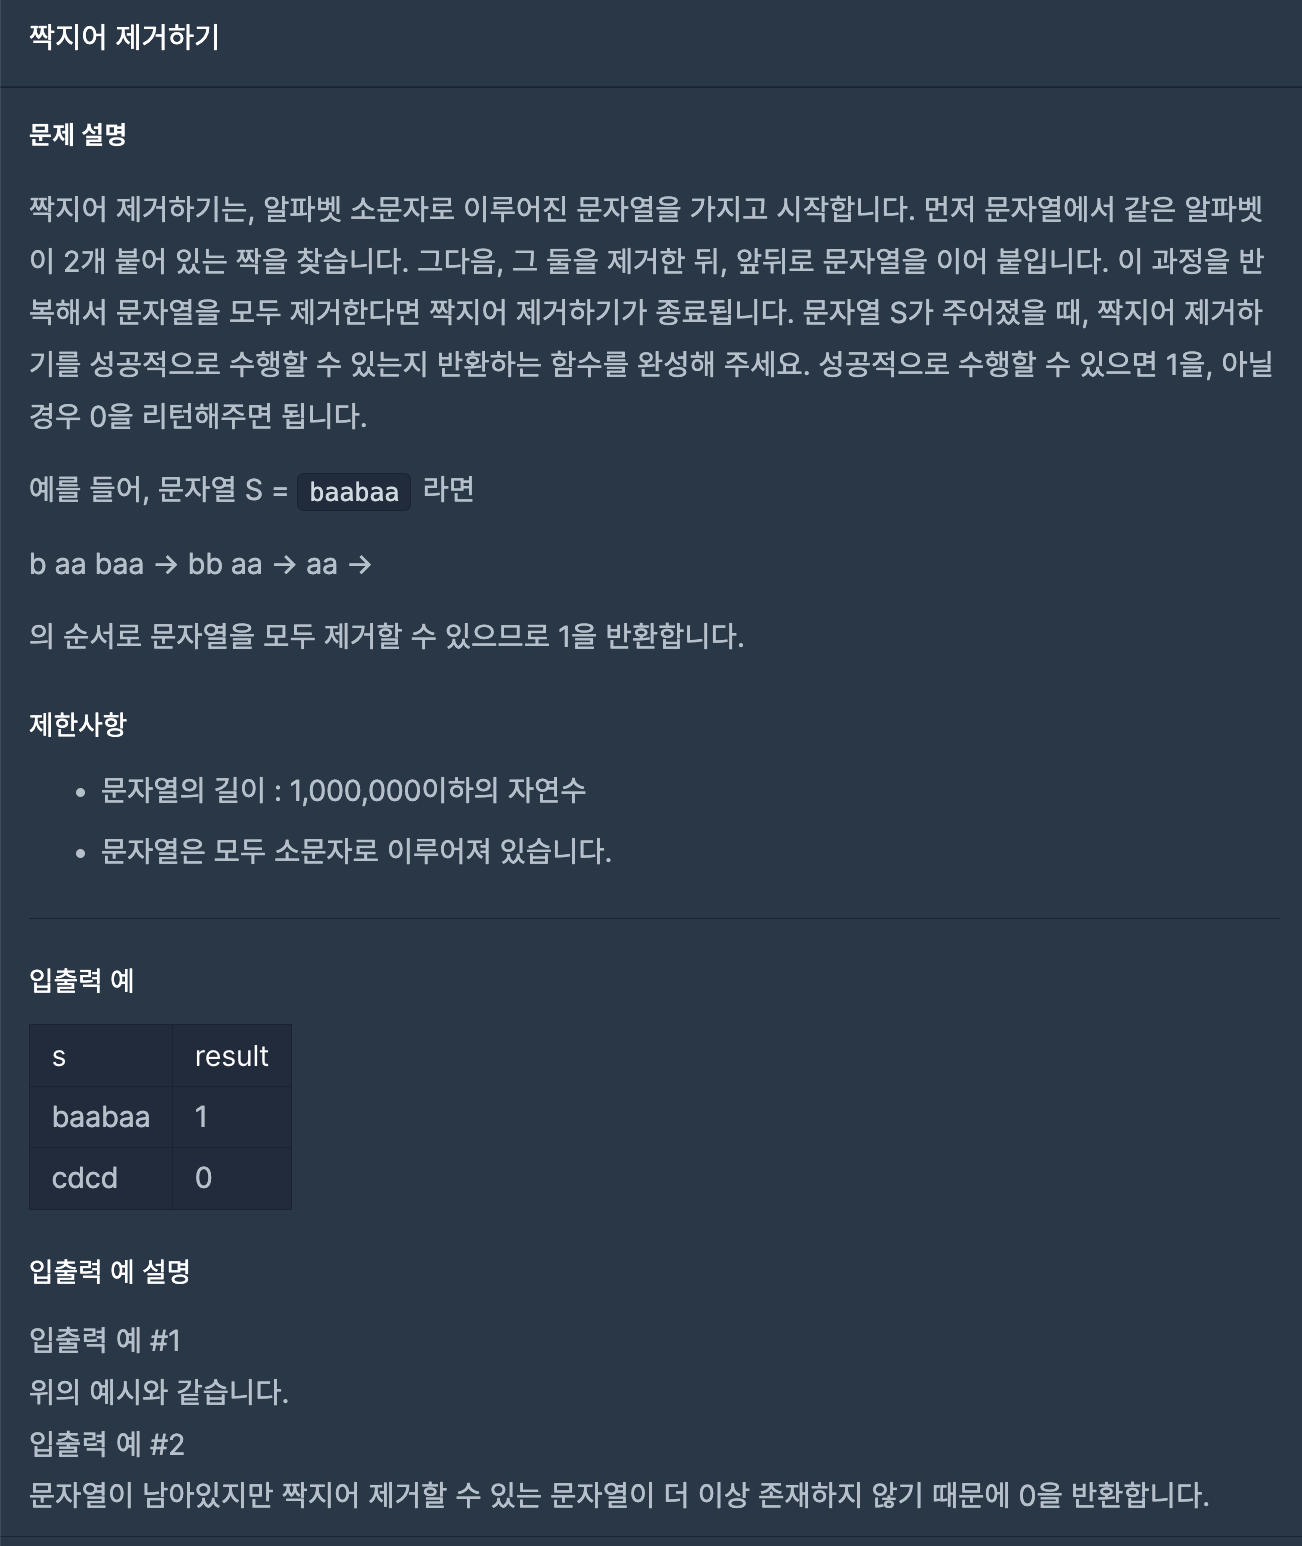 짝지어 제거하기
문제 설명
짝지어 제거하기는, 알파벳 소문자로 이루어진 문자열을 가지고 시작합니다. 먼저 문자열에서 같은 알파벳
이 2개 붙어 있는 짝을 찾습니다. 그다음, 그 둘을 제거한 뒤, 앞뒤로 문자열을 이어 붙입니다. 이 과정을 반
복해서 문자열을 모두 제거한다면 짝지어 제거하기가 종료됩니다. 문자열 S가 주어졌을 때, 짝지어 제거하
기를 성공적으로 수행할 수 있는지 반환하는 함수를 완성해 주세요. 성공적으로 수행할 수 있으면 1을, 아닐
경우 0을 리턴해주면 됩니다.
예를 들어, 문자열 S = baabaa 라면
b aa baa → bb aa → aa →
의 순서로 문자열을 모두 제거할 수 있으므로 1을 반환합니다.
제한사항
• 문자열의 길이 : 1,000,000이하의 자연수
• 문자열은 모두 소문자로 이루어져 있습니다.
입출력 예
s result
baabaa 1
cdcd 0
입출력 예 설명
입출력 예 #1
위의 예시와 같습니다.
입출력 예 #2
문자열이 남아있지만 짝지어 제거할 수 있는 문자열이 더 이상 존재하지 않기 때문에 0을 반환합니다.